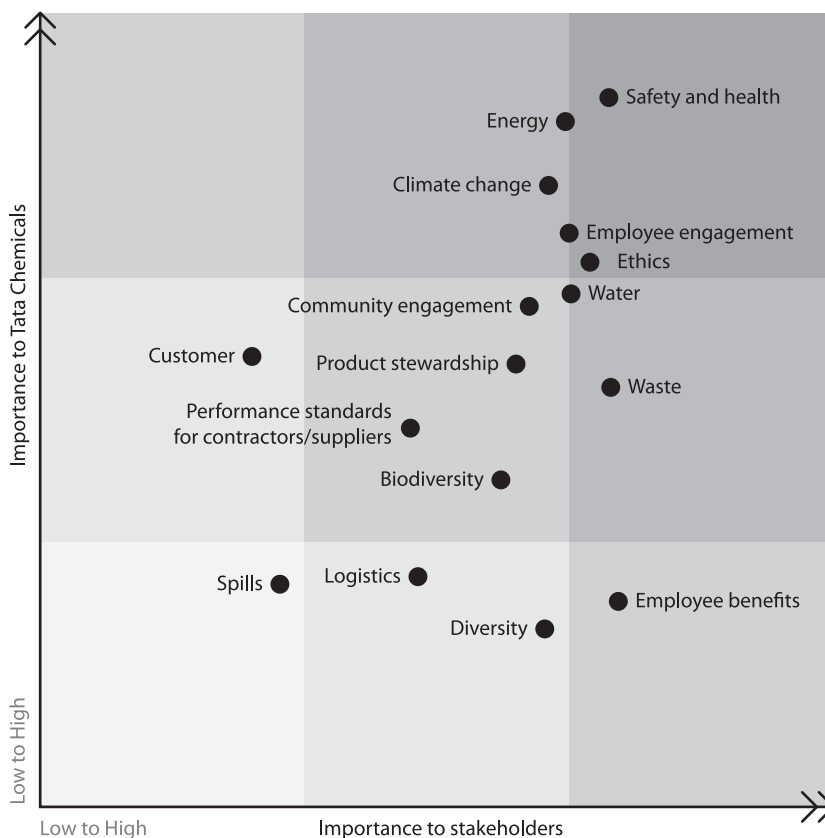 Safety and health
Energy
Climate change
Employee engagement
Ethics
Water
Community engagement
Customer
Product stewardship
Waste
Performance standards
for contractors/suppliers
Biodiversity
Spills
Logistics
Employee benefits
Diversity
Importance to Tata Chemicals
Low to High
Low to High
Importance to stakeholders